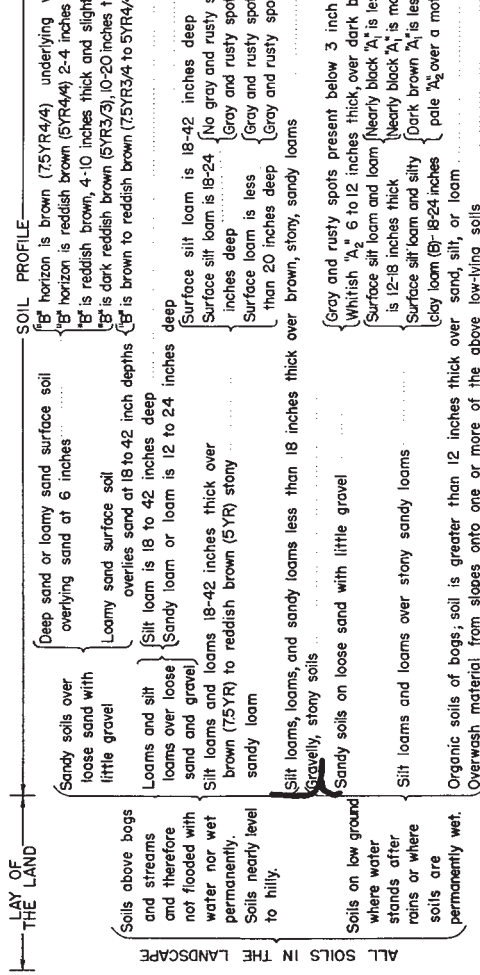 LAY OF
THE LAND
SOIL PROFILE
ALL SOILS IN THE LANDSCAPE
Soils above bogs
and streams
and therefore
not flooded with
water nor wet
permanently.
Soils nearly level
to hilly.
Sandy soils over
loose sand with
little gravel
Deep sand or loamy sand surface soil
overlying sand at 6 inches
Loamy sand surface soil
overlies sand at 18 to 42 inch depths
"B" horizon is brown (7.5YR4/4) underlying
"B" horizon is reddish brown (5YR4/4) 2-4 inches
"B" is reddish brown, 4-10 inches thick and slight
"B" is dark reddish brown (5YR3/3), 10-20 inches
"B" is brown to reddish brown (7.5YR3/4 to 5YR4/
Loams and silt
loams over loose
sand and gravel
Silt loam is 18 to 42 inches deep
Sandy loam or loam is 12 to 24 inches deep
Silt loams and loams 18-42 inches thick over
brown (7.5YR) to reddish brown (5YR) stony
sandy loam
Surface silt loam is 18-42 inches deep
Surface silt loam is 18-24
inches deep
Surface loam is less
than 20 inches deep
No gray and rusty
Gray and rusty spot
Gray and rusty spot
Gray and rusty spo
Silt loams, loams, and sandy loams less than 18 inches thick over brown, stony, sandy loams
Gravelly, stony soils
Soils on low ground
where water
stands after
rains or where
soils are
permanently wet.
Sandy soils on loose sand with little gravel
Gray and rusty spots present below 3 inch
Whitish "A2" 6 to 12 inches thick, over dark b
Silt loams and loams over stony sandy loams
Surface silt loam and loam
is 12-18 inches thick
Surface silt loam and silty
clay loam (B)- 18-24 inches
Nearly black "A1" is les
Nearly black "A1" is mo
Dark brown "A1" is less
pale "A2" over a mot
Organic soils of bogs; soil is greater than 12 inches thick over sand, silt, or loam
Overwash material from slopes onto one or more of the above low-lying soils